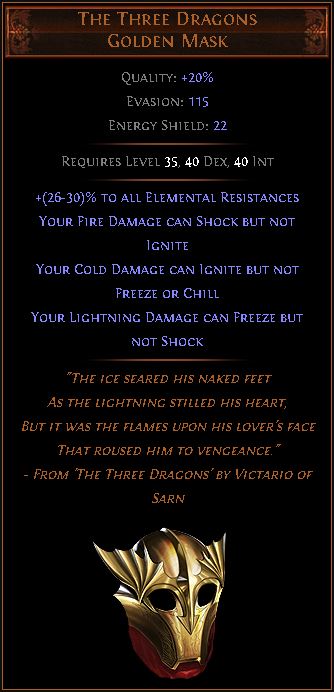 The Three Dragons
Golden Mask
Quality: +20%
Evasion: 115
Energy Shield: 22
Requires Level 35, 40 Dex, 40 Int
+(26-30)% to all Elemental Resistances
Your Fire Damage can Shock but not
Ignite
Your Cold Damage can Ignite but not
Freeze or Chill
Your Lightning Damage can Freeze but
not Shock
"The ice seared his naked feet
As the lightning stilled his heart,
But it was the flames upon his lover's face
That roused him to vengeance."
- From 'The Three Dragons' by Victario of
Sarn